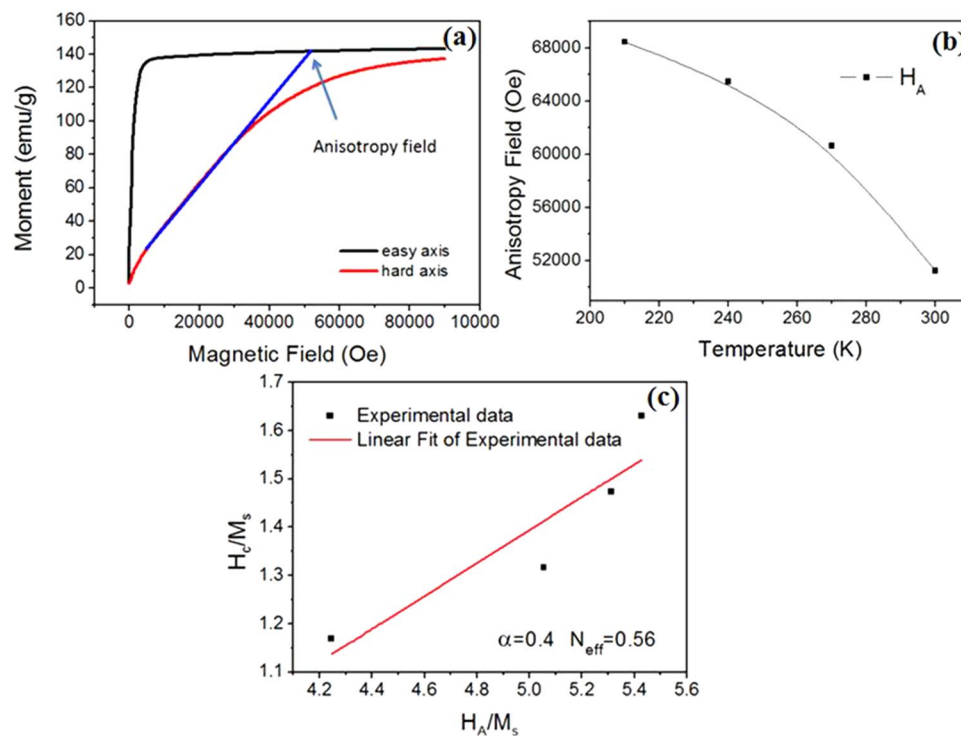 (a)
160
140
120
100
80
60
40
20
0
Moment (emu/g)
Anisotropy field
easy axis
hard axis
0 20000 40000 60000 80000 100000
Magnetic Field (Oe)
(b)
68000
64000
60000
56000
52000
Anisotropy Field (Oe)
H_A
200 220 240 260 280 300
Temperature (K)
(c)
1.7
1.6
1.5
1.4
1.3
1.2
1.1
H_c/M_s
Experimental data
Linear Fit of Experimental data
α=0.4 N_eff=0.56
4.2 4.4 4.6 4.8 5.0 5.2 5.4 5.6
H_A/M_s